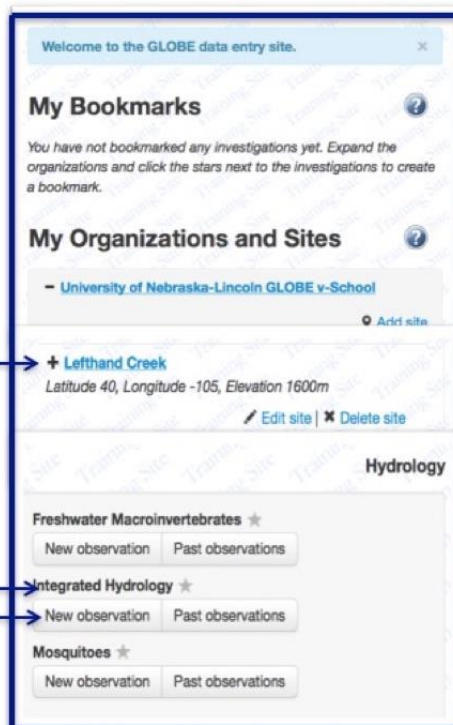 Welcome to the GLOBE data entry site. ×
My Bookmarks ?
You have not bookmarked any investigations yet. Expand the
organizations and click the stars next to the investigations to create
a bookmark.
My Organizations and Sites ?
− University of Nebraska-Lincoln GLOBE v-School
Add site
+ Lefthand Creek
Latitude 40, Longitude -105, Elevation 1600m
Edit site | ✖ Delete site
Hydrology
Freshwater Macroinvertebrates ★
New observation Past observations
Integrated Hydrology ★
New observation Past observations
Mosquitoes ★
New observation Past observations